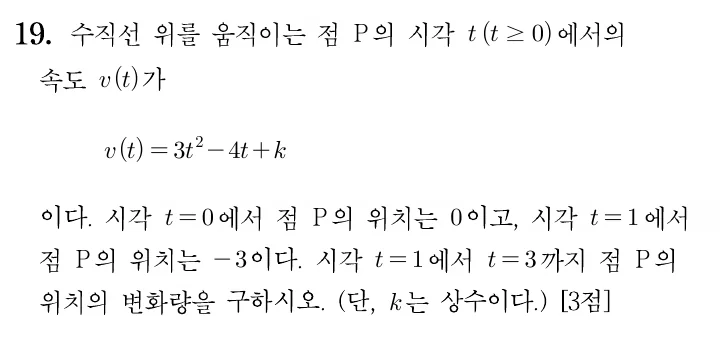 19. 수직선 위를 움직이는 점 P의 시각 t(t ≥ 0)에서의
속도 v(t)가
v(t) = 3t² − 4t + k
이다. 시각 t=0에서 점 P의 위치는 0이고, 시각 t=1에서
점 P의 위치는 −3이다. 시각 t=1에서 t=3까지 점 P의
위치의 변화량을 구하시오. (단, k는 상수이다.) [3점]